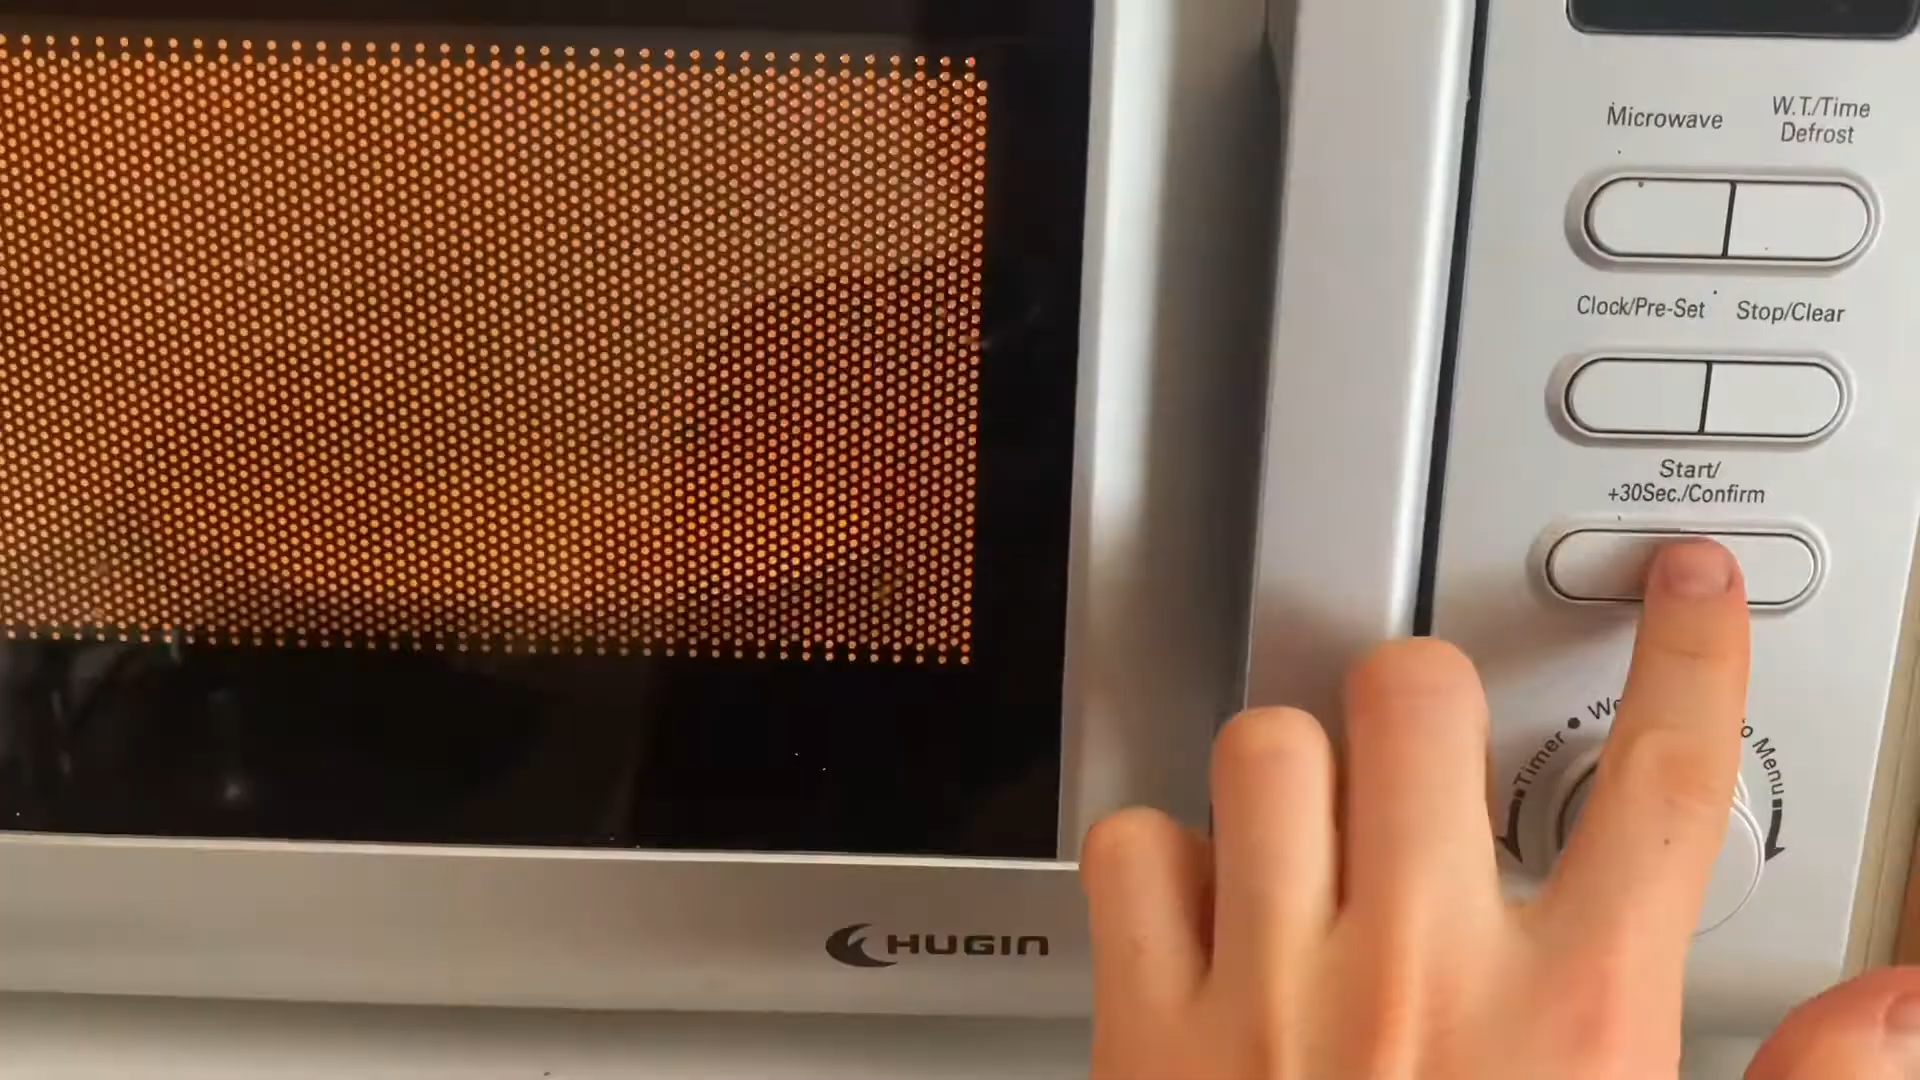 Microwave
W.T./Time
Defrost
Clock/Pre-Set
Stop/Clear
Start/
+30Sec./Confirm
Timer
Menu
HUGIN